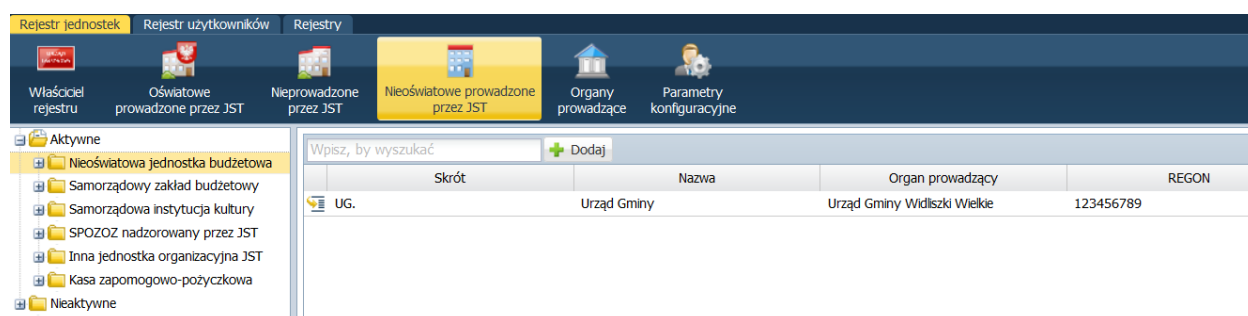 Rejestr jednostek Rejestr użytkowników Rejestry
Właściciel rejestru
Oświatowe prowadzone przez JST
Nieprowadzone przez JST
Nieoświatowe prowadzone przez JST
Organy prowadzące
Parametry konfiguracyjne
Aktywne
Nieoświatowa jednostka budżetowa
Samorządowy zakład budżetowy
Samorządowa instytucja kultury
SPOZOZ nadzorowany przez JST
Inna jednostka organizacyjna JST
Kasa zapomogowo-pożyczkowa
Nieaktywne
Wpisz, by wyszukać Dodaj
Skrót Nazwa Organ prowadzący REGON
UG. Urząd Gminy Urząd Gminy Widliszki Wielkie 123456789